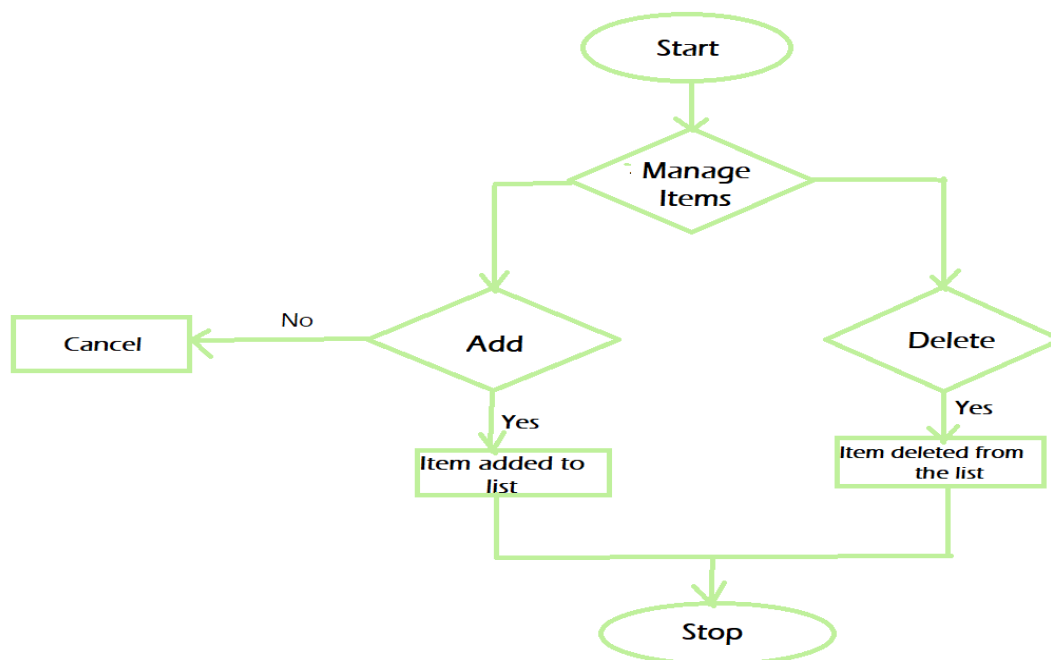 Start
Manage
Items
No
Cancel
Add
Delete
Yes
Yes
Item added to
list
Item deleted from
the list
Stop